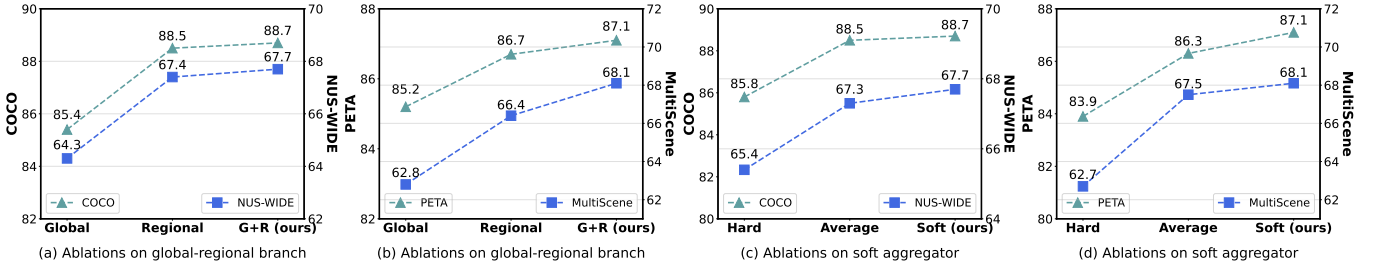 90
88
86
84
82
COCO
85.4
88.5
88.7
64.3
67.4
67.7
COCO
NUS-WIDE
70
68
66
64
62
NUS-WIDE
Global
Regional
G+R (ours)
(a) Ablations on global-regional branch
88
86
84
82
PETA
85.2
86.7
87.1
62.8
66.4
68.1
PETA
MultiScene
72
70
68
66
64
62
MultiScene
Global
Regional
G+R (ours)
(b) Ablations on global-regional branch
90
88
86
84
82
80
COCO
85.8
88.5
88.7
65.4
67.3
67.7
COCO
NUS-WIDE
70
68
66
64
NUS-WIDE
Hard
Average
Soft (ours)
(c) Ablations on soft aggregator
88
86
84
82
80
PETA
83.9
86.3
87.1
62.7
67.5
68.1
PETA
MultiScene
72
70
68
66
64
62
MultiScene
Hard
Average
Soft (ours)
(d) Ablations on soft aggregator